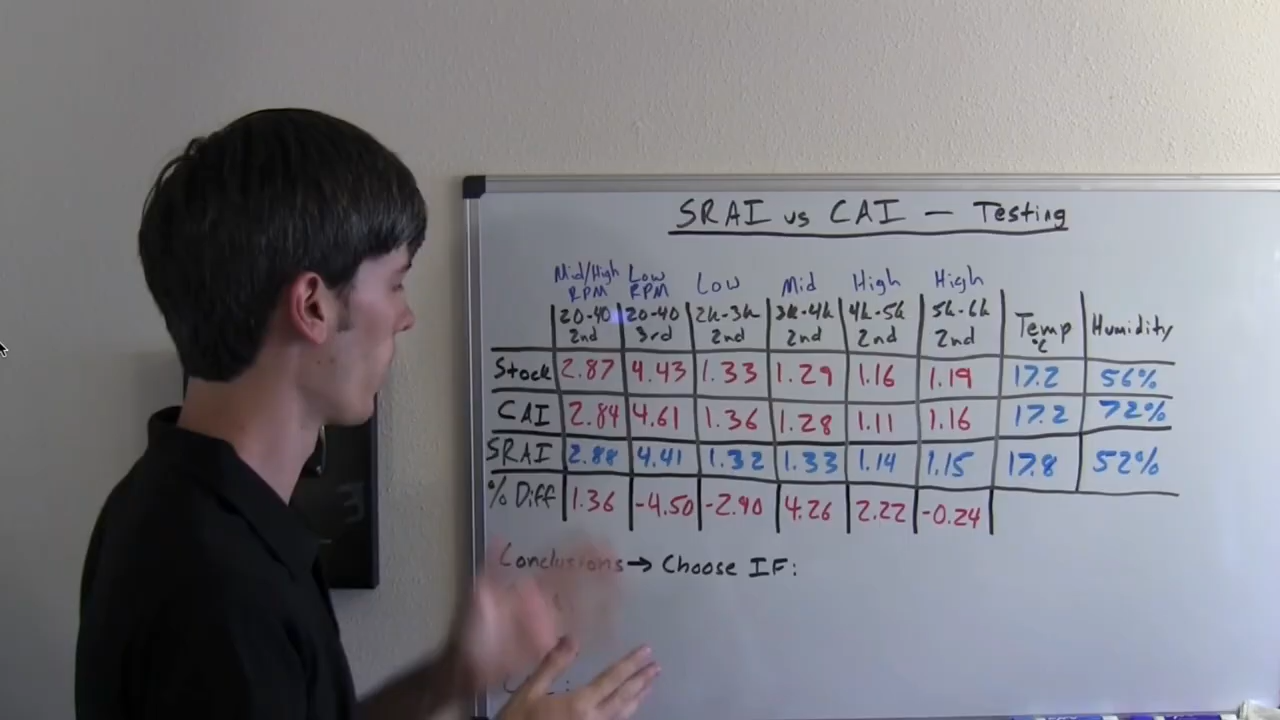 SRAI vs CAI — Testing
Mid/High RPM Low RPM Low Mid High High
20-40 2nd 20-40 3rd 2k-3k 2nd 3k-4k 2nd 4k-5k 2nd 5k-6k 2nd Temp °C Humidity
Stock 2.87 4.43 1.33 1.29 1.16 1.19 17.2 56%
CAI 2.84 4.61 1.36 1.28 1.11 1.16 17.2 72%
SRAI 2.88 4.41 1.32 1.33 1.14 1.15 17.8 52%
% Diff 1.36 -4.50 -2.90 4.26 2.22 -0.24
Conclusions → Choose IF: